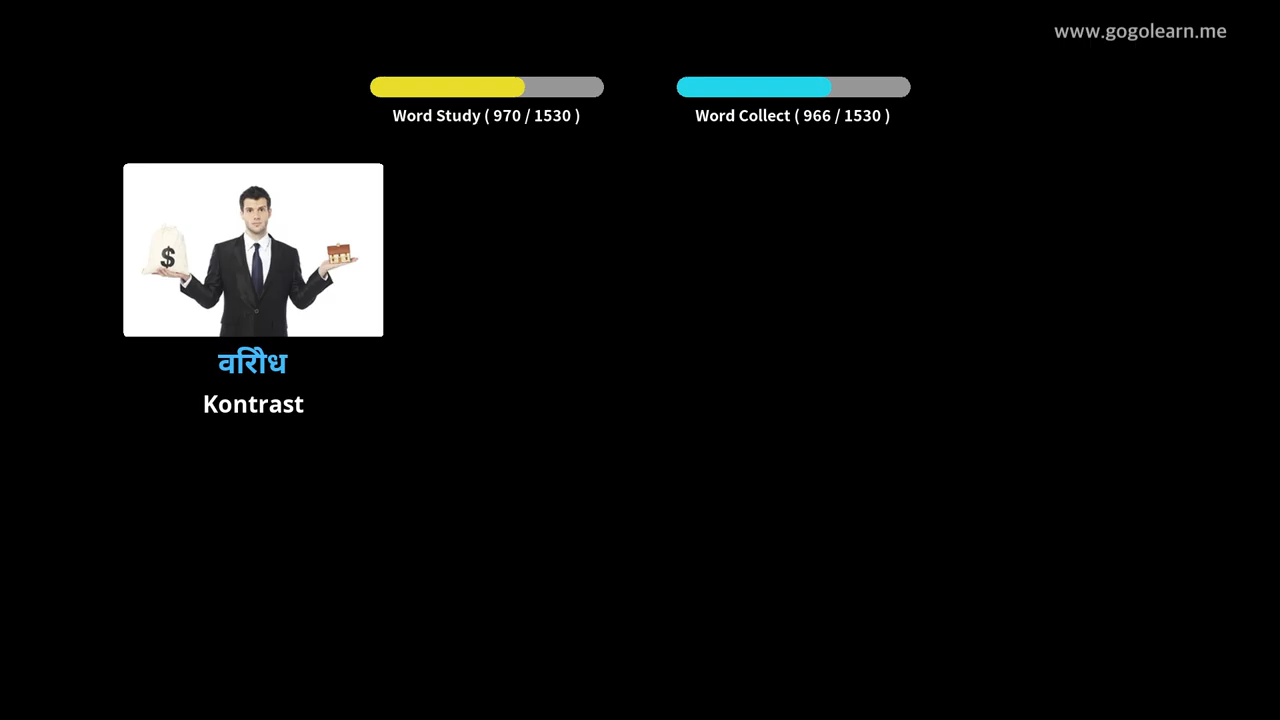 www.gogolearn.me
Word Study ( 970 / 1530 )
Word Collect ( 966 / 1530 )
$
वरिोध
Kontrast